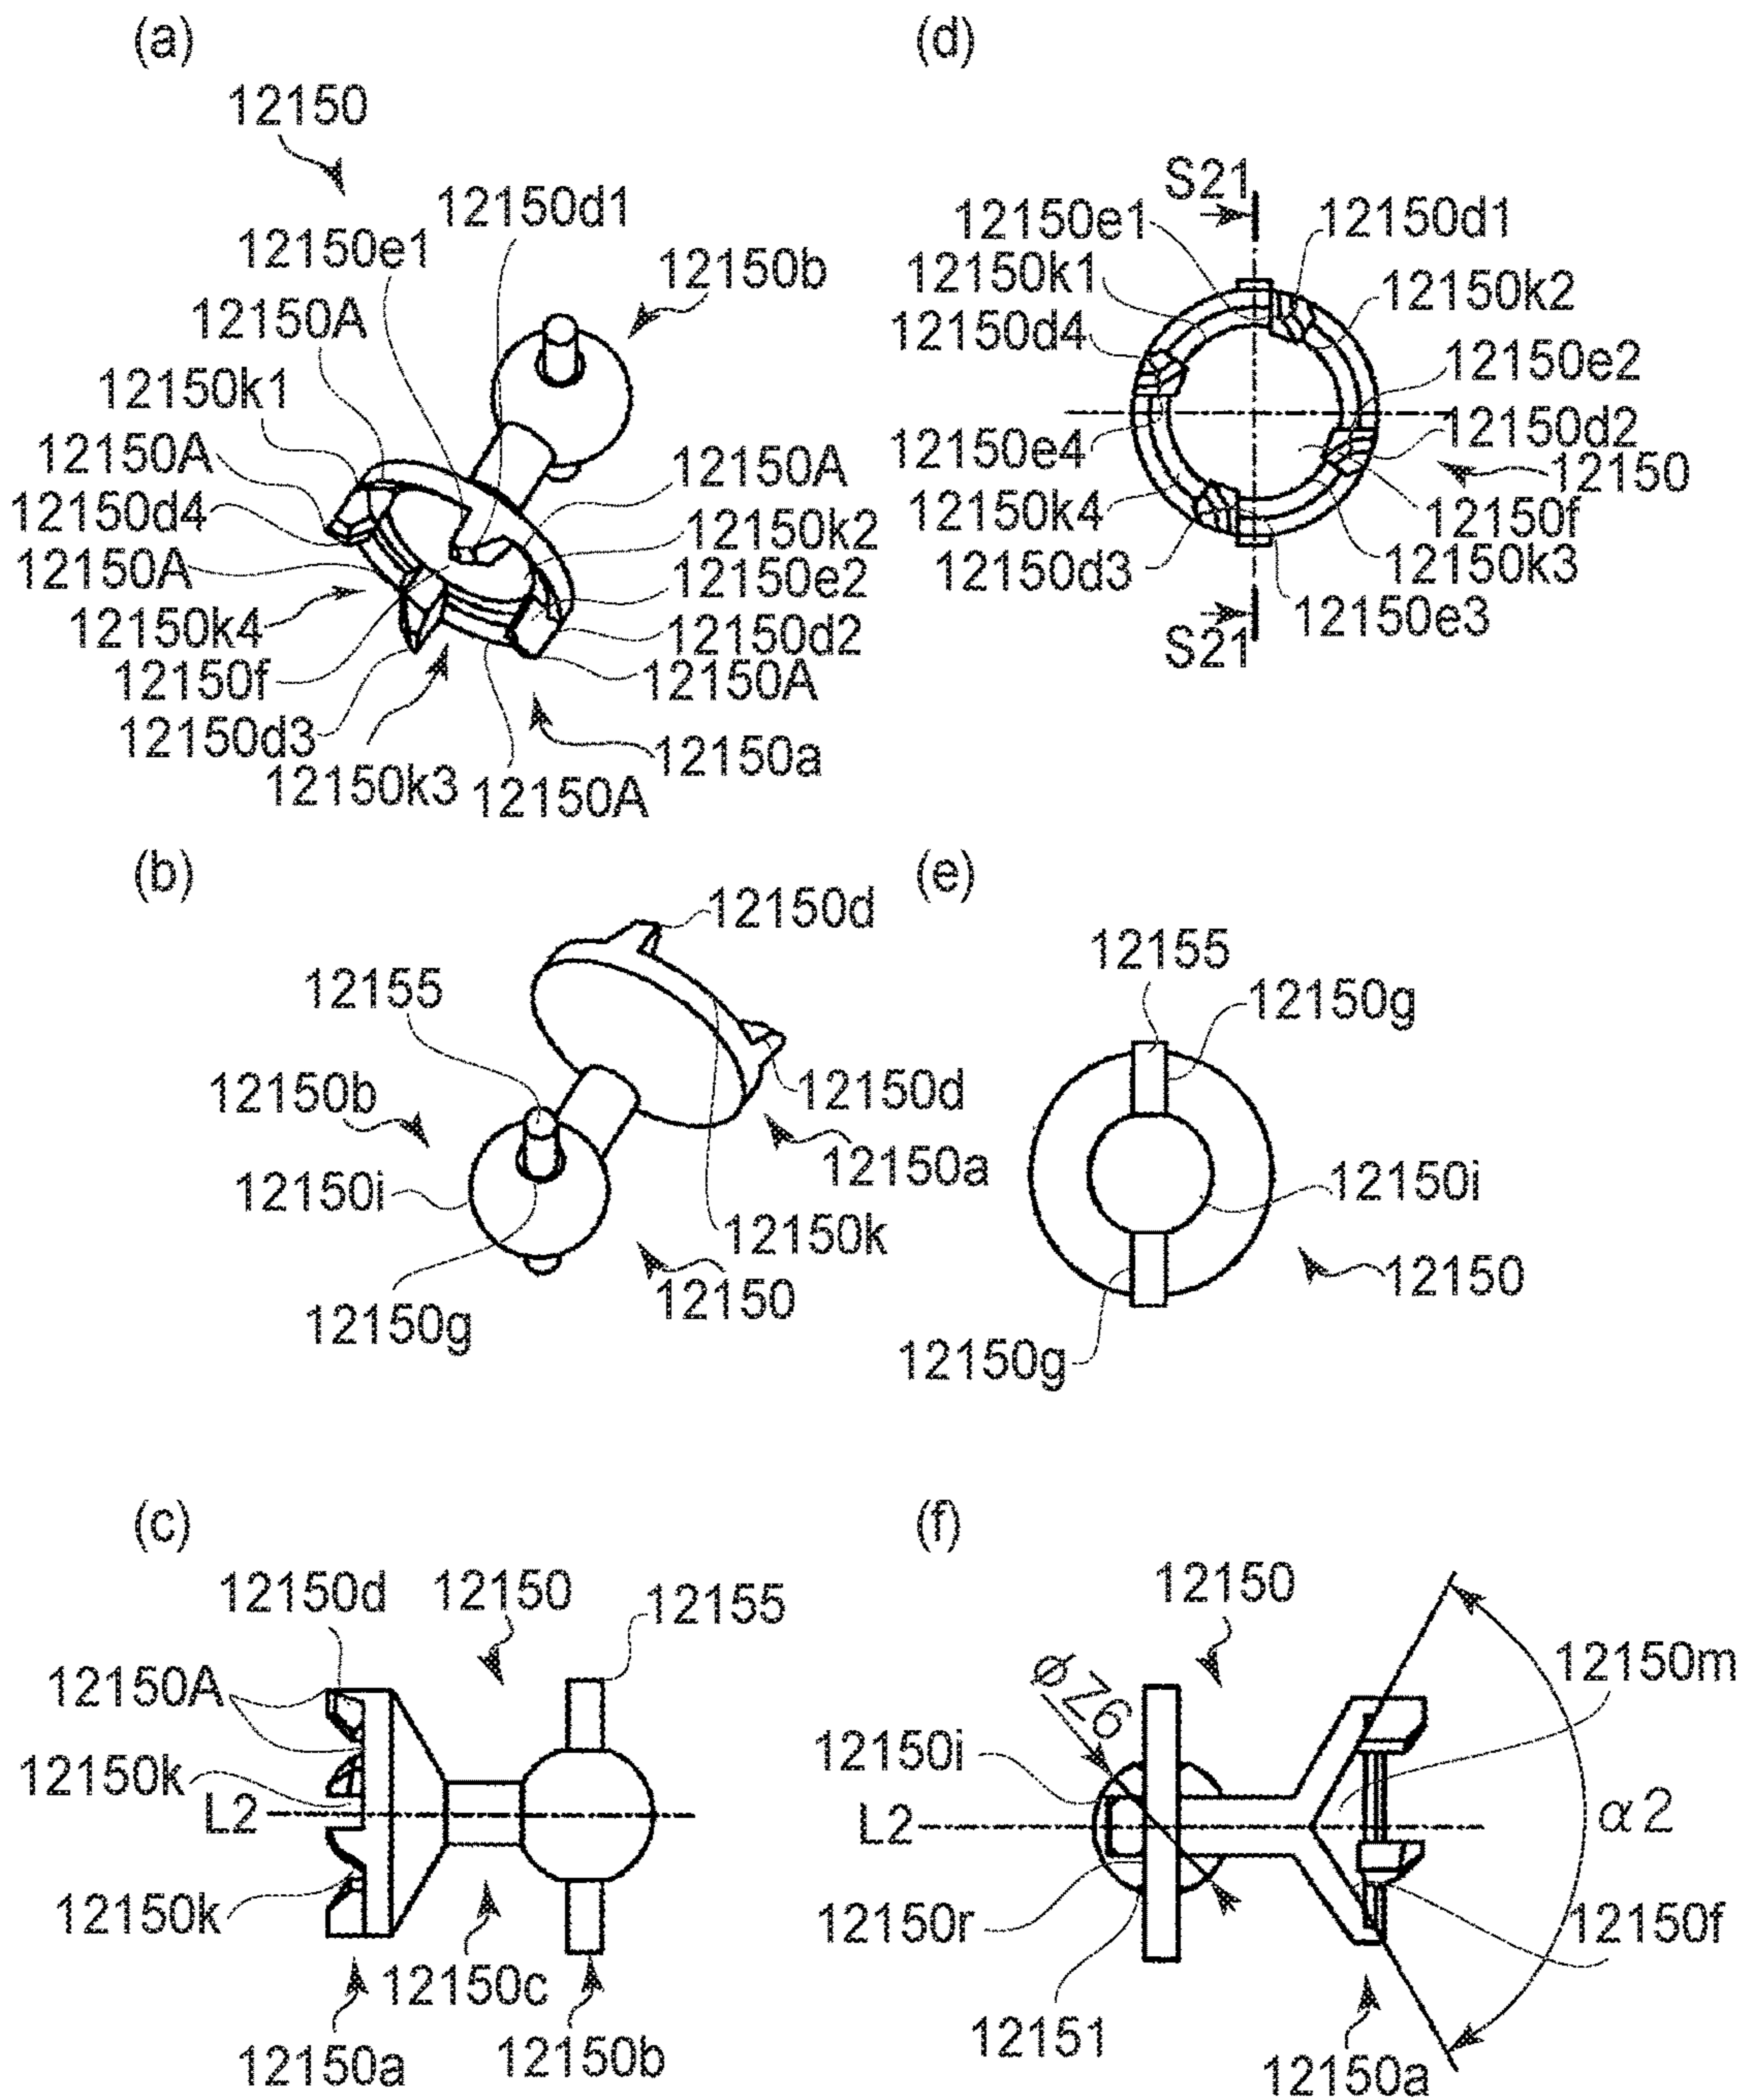 (a)
12150
12150d1
12150e1
12150b
12150A
12150k1
12150A
12150A
12150d4
12150k2
12150A
12150e2
12150k4
12150d2
12150f
12150A
12150d3
12150a
12150k3
12150A
(d)
S21
12150e1
12150d1
12150k1
12150k2
12150d4
12150e2
12150d2
12150e4
12150
12150k4
12150f
12150d3
12150k3
12150e3
S21
(b)
12150d
12155
12150b
12150d
12150a
12150i
12150k
12150
12150g
(e)
12155
12150g
12150i
12150
12150g
(c)
12150d
12150
12155
12150A
12150k
L2
12150k
12150c
12150a
12150b
(f)
12150
12150m
φZ6
12150i
L2
α2
12150r
12150f
12151
12150a